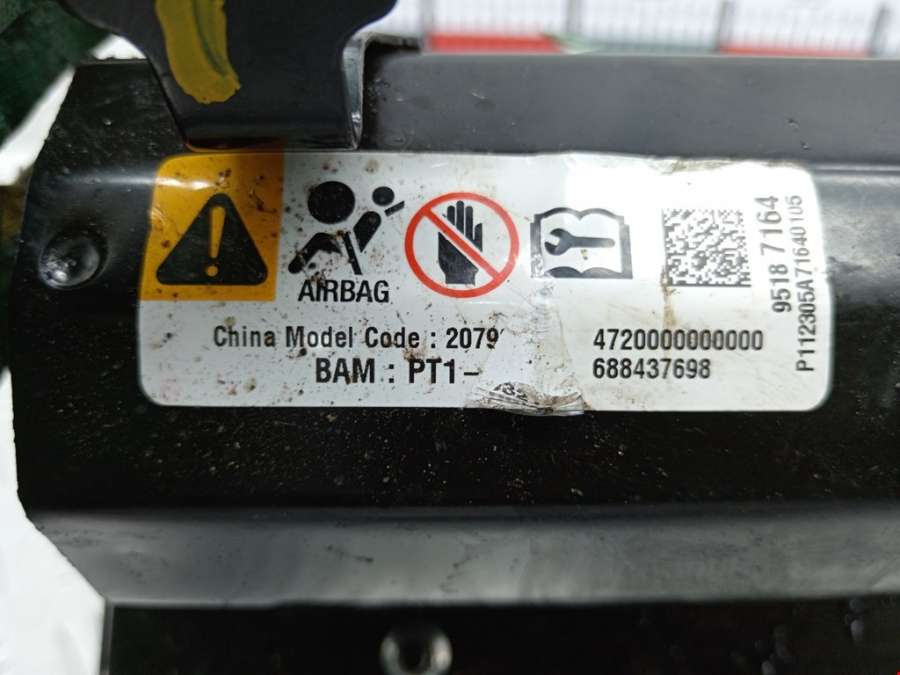 AIRBAG
China Model Code : 2079
BAM : PT1-
4720000000000
688437698
9518 7164
P112305A71640105